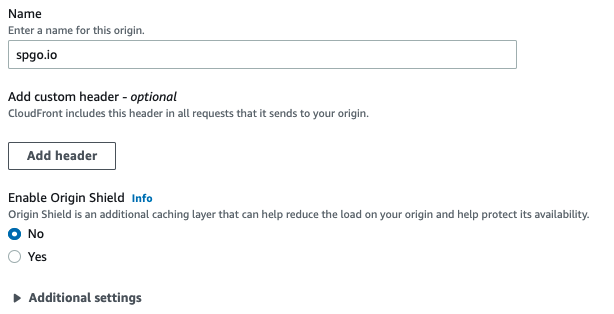 Name
Enter a name for this origin.
spgo.io
Add custom header - optional
CloudFront includes this header in all requests that it sends to your origin.
Add header
Enable Origin Shield Info
Origin Shield is an additional caching layer that can help reduce the load on your origin and help protect its availability.
No
Yes
Additional settings